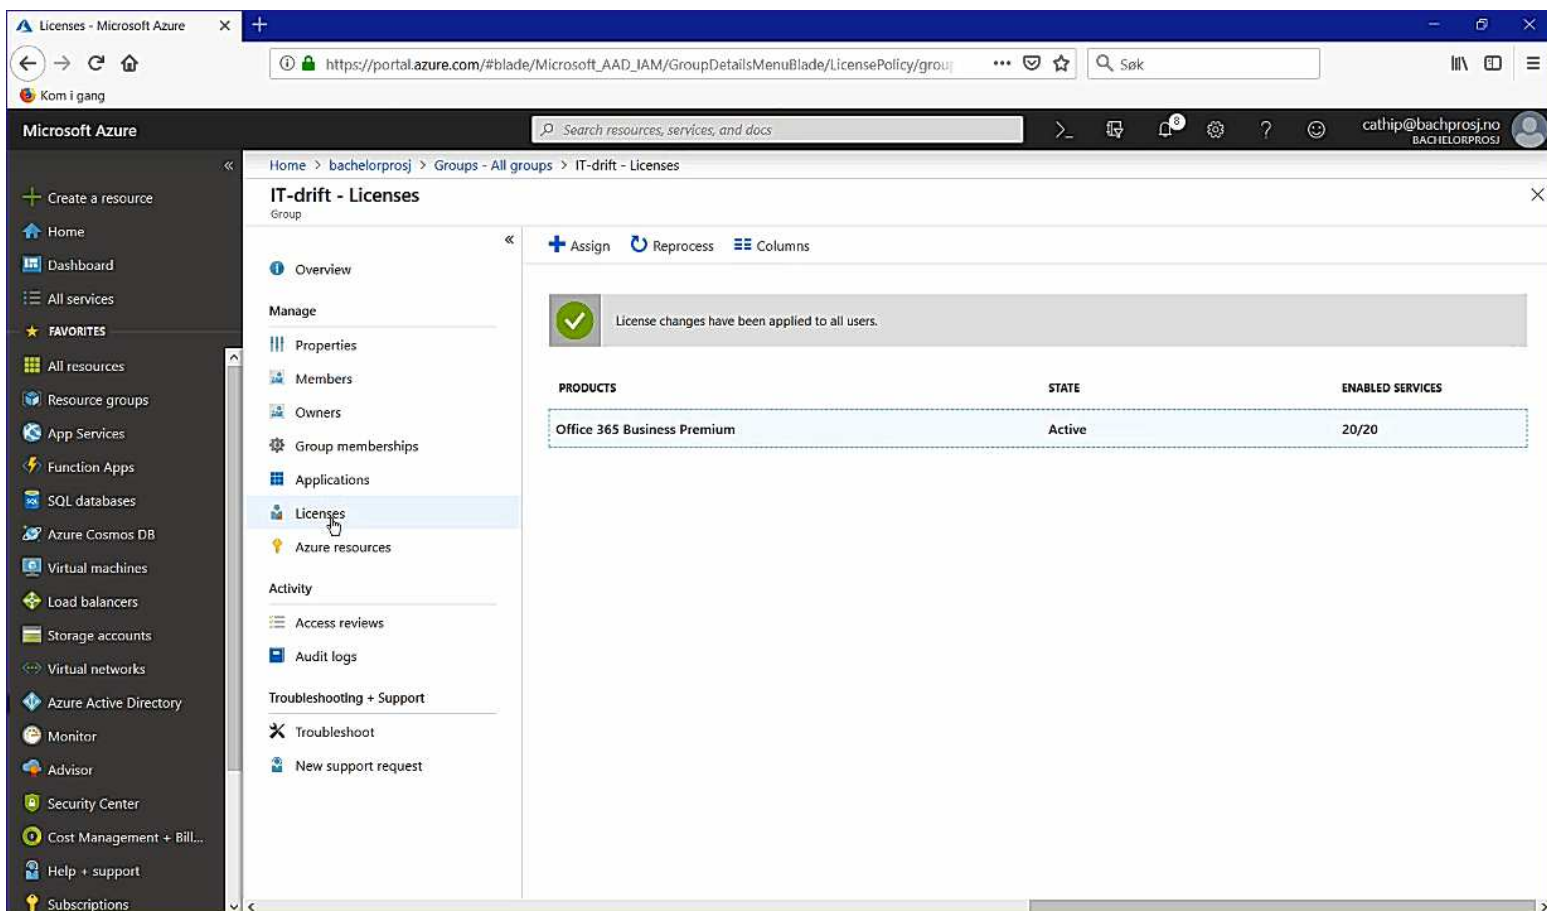 Licenses - Microsoft Azure
https://portal.azure.com/#blade/Microsoft_AAD_IAM/GroupDetailsMenuBlade/LicensePolicy/grou
Søk
Kom i gang
Microsoft Azure
Search resources, services, and docs
8
cathip@bachprosj.no
BACHELORPROSJ
Home > bachelorprosj > Groups - All groups > IT-drift - Licenses
IT-drift - Licenses
Group
Create a resource
Home
Dashboard
All services
FAVORITES
All resources
Resource groups
App Services
Function Apps
SQL databases
Azure Cosmos DB
Virtual machines
Load balancers
Storage accounts
Virtual networks
Azure Active Directory
Monitor
Advisor
Security Center
Cost Management + Bill...
Help + support
Subscriptions
Overview
Manage
Properties
Members
Owners
Group memberships
Applications
Licenses
Azure resources
Activity
Access reviews
Audit logs
Troubleshooting + Support
Troubleshoot
New support request
Assign Reprocess Columns
License changes have been applied to all users.
PRODUCTS STATE ENABLED SERVICES
Office 365 Business Premium Active 20/20